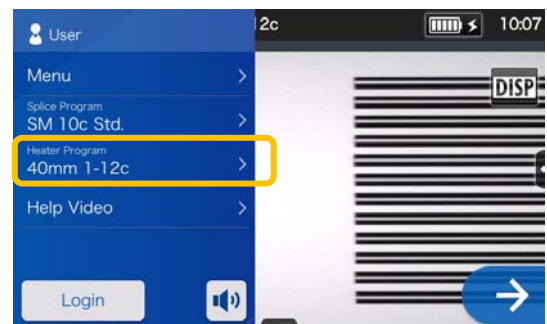 User
2c
10:07
Menu
DISP
Splice Program
SM 10c Std.
Heater Program
40mm 1-12c
Help Video
Login